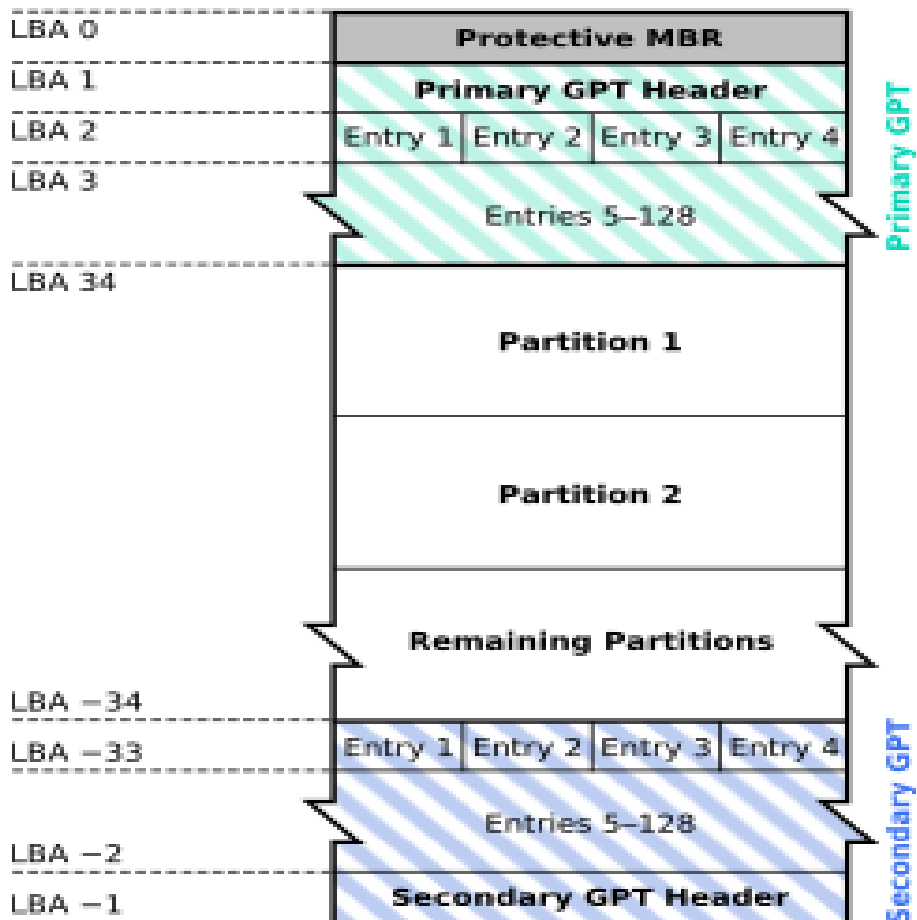 LBA 0
Protective MBR
LBA 1
Primary GPT Header
LBA 2
Entry 1 Entry 2 Entry 3 Entry 4
LBA 3
Entries 5–128
Primary GPT
LBA 34
Partition 1
Partition 2
Remaining Partitions
LBA −34
LBA −33
Entry 1 Entry 2 Entry 3 Entry 4
Entries 5–128
LBA −2
LBA −1
Secondary GPT Header
Secondary GPT